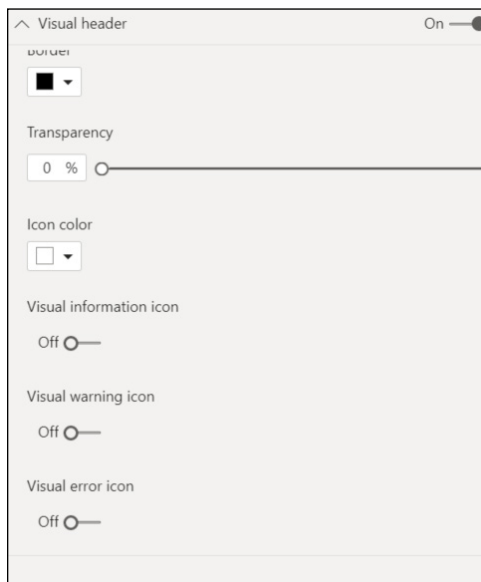 Visual header On
Border
Transparency
0 %
Icon color
Visual information icon
Off
Visual warning icon
Off
Visual error icon
Off